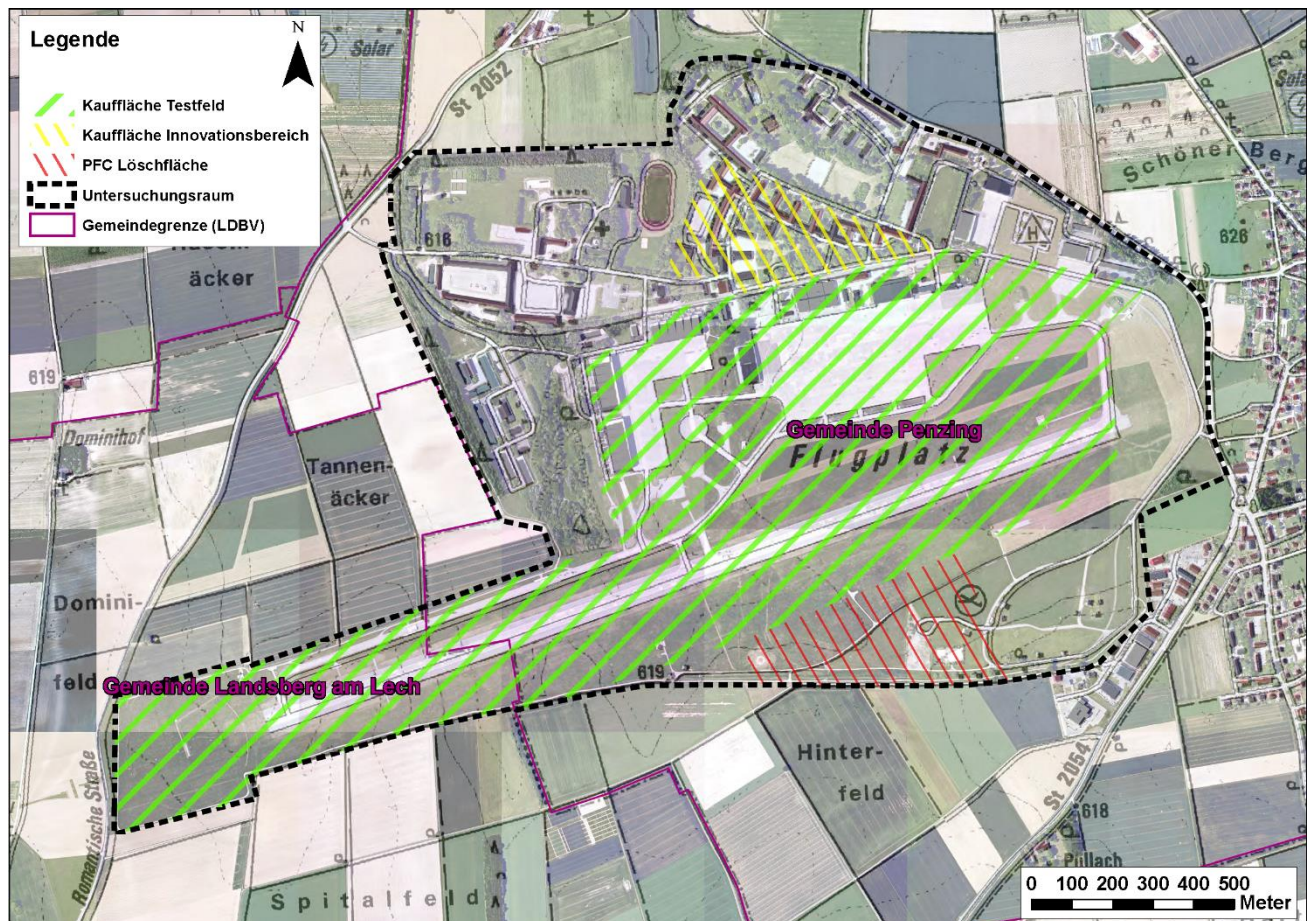 Legende
N
Kauffläche Testfeld
Kauffläche Innovationsbereich
PFC Löschfläche
Untersuchungsraum
Gemeindegrenze (LDBV)
Solar
St 2052
Schöner Berg
626
616
H
äcker
619
Dominihof
Tannen-
äcker
Gemeinde Penzing
Flugplatz
Domini-
feld
Gemeinde Landsberg am Lech
619
Hinter-
feld
Romantische Straße
St 2054
618
Püllach
Spitalfeld
0 100 200 300 400 500
Meter